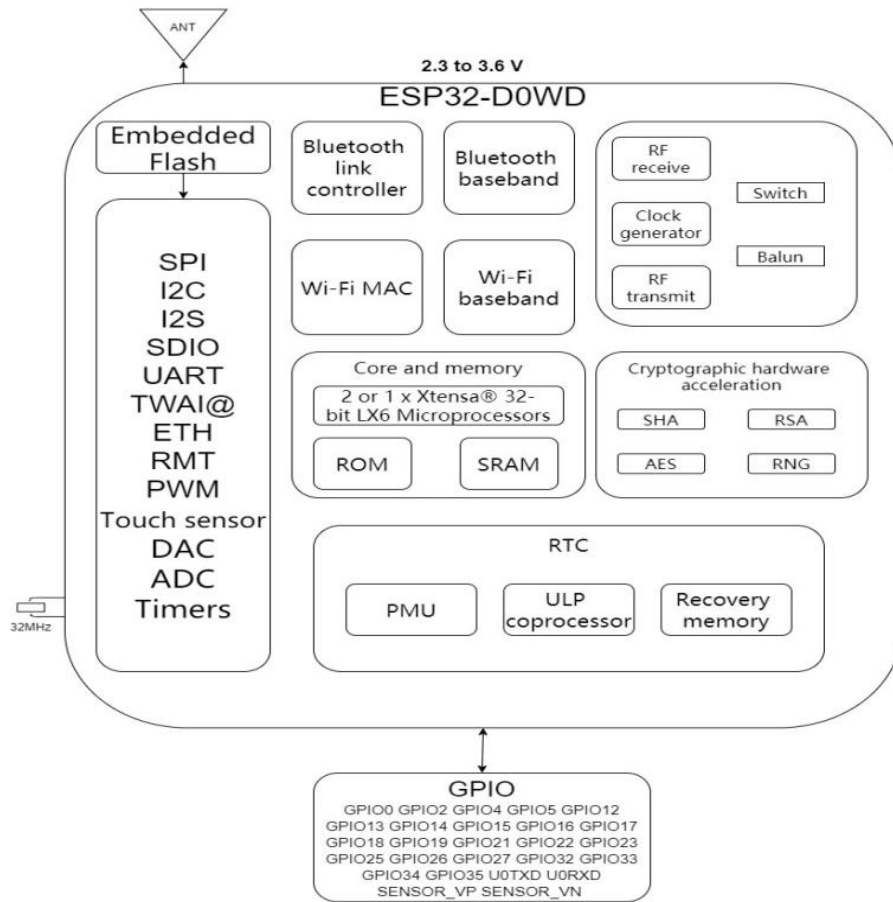 ANT
2.3 to 3.6 V
ESP32-D0WD
Embedded
Flash
SPI
I2C
I2S
SDIO
UART
TWAI@
ETH
RMT
PWM
Touch sensor
DAC
ADC
Timers
32MHz
Bluetooth
link
controller
Bluetooth
baseband
Wi-Fi MAC
Wi-Fi
baseband
RF
receive
Clock
generator
RF
transmit
Switch
Balun
Core and memory
2 or 1 x Xtensa® 32-
bit LX6 Microprocessors
ROM
SRAM
Cryptographic hardware
acceleration
SHA
RSA
AES
RNG
RTC
PMU
ULP
coprocessor
Recovery
memory
GPIO
GPIO0 GPIO2 GPIO4 GPIO5 GPIO12
GPIO13 GPIO14 GPIO15 GPIO16 GPIO17
GPIO18 GPIO19 GPIO21 GPIO22 GPIO23
GPIO25 GPIO26 GPIO27 GPIO32 GPIO33
GPIO34 GPIO35 U0TXD U0RXD
SENSOR_VP SENSOR_VN